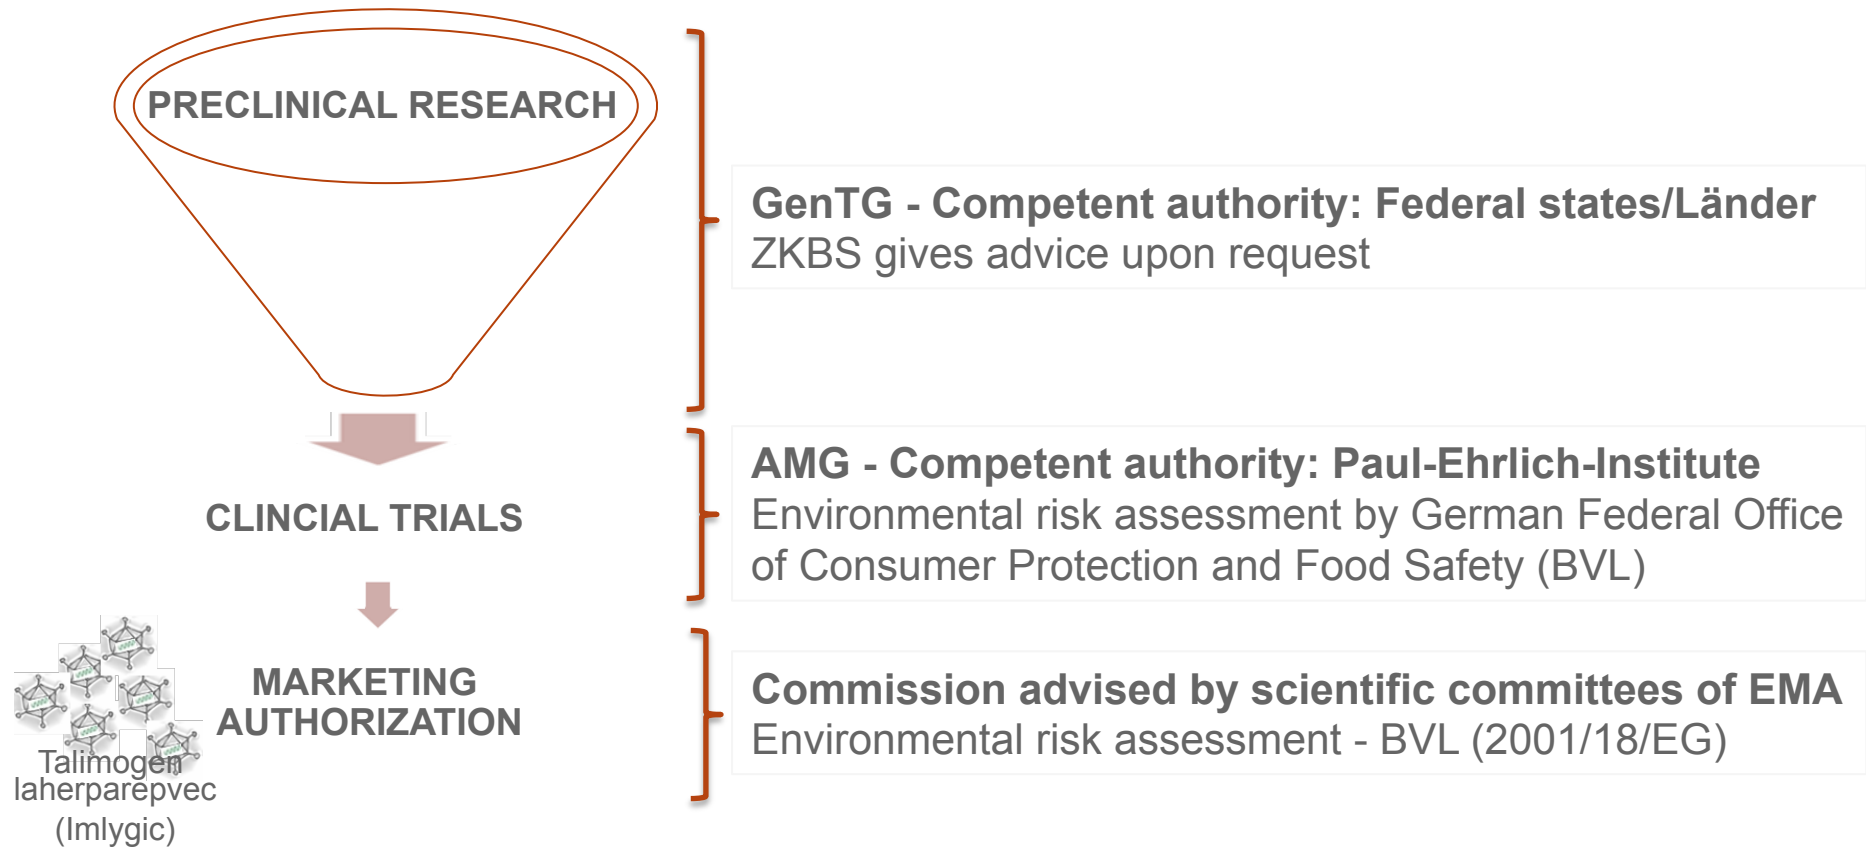 PRECLINICAL RESEARCH
GenTG - Competent authority: Federal states/Länder
ZKBS gives advice upon request
AMG - Competent authority: Paul-Ehrlich-Institute
Environmental risk assessment by German Federal Office
of Consumer Protection and Food Safety (BVL)
CLINCIAL TRIALS
MARKETING
AUTHORIZATION
Commission advised by scientific committees of EMA
Environmental risk assessment - BVL (2001/18/EG)
Talimogen
laherparepvec
(Imlygic)